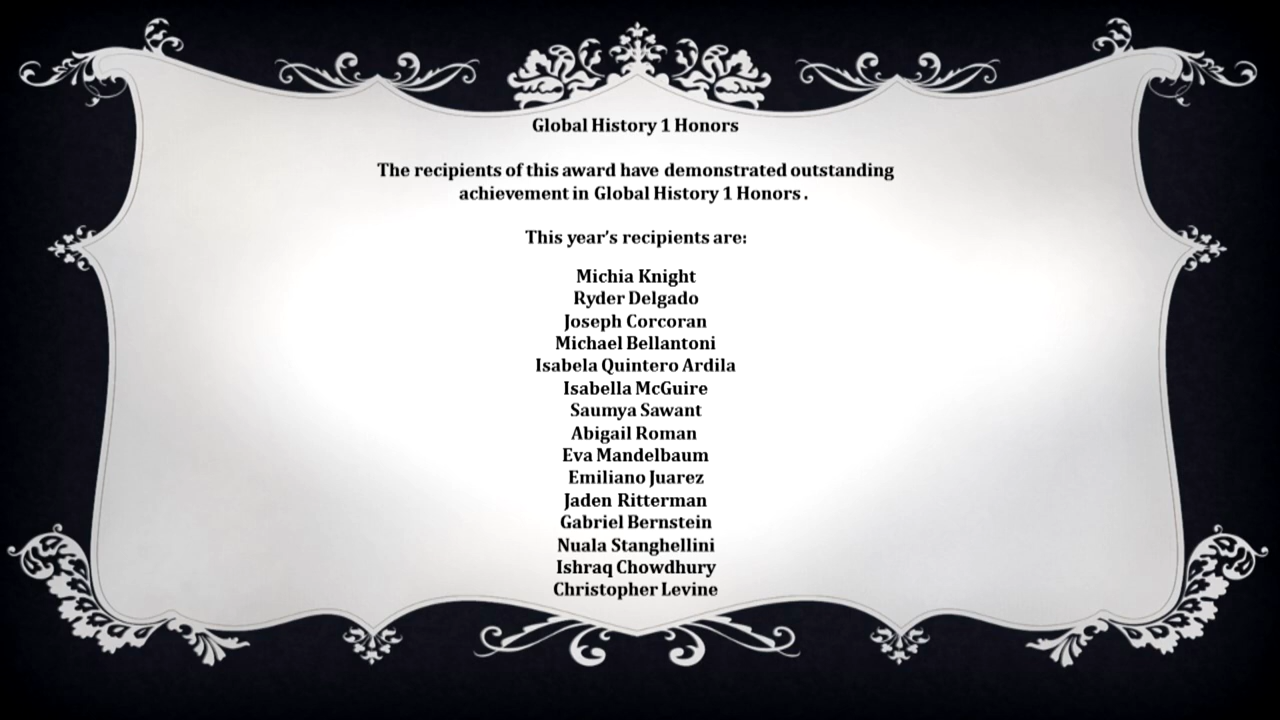 Global History 1 Honors
The recipients of this award have demonstrated outstanding
achievement in Global History 1 Honors .
This year’s recipients are:
Michia Knight
Ryder Delgado
Joseph Corcoran
Michael Bellantoni
Isabela Quintero Ardila
Isabella McGuire
Saumya Sawant
Abigail Roman
Eva Mandelbaum
Emiliano Juarez
Jaden Ritterman
Gabriel Bernstein
Nuala Stanghellini
Ishraq Chowdhury
Christopher Levine